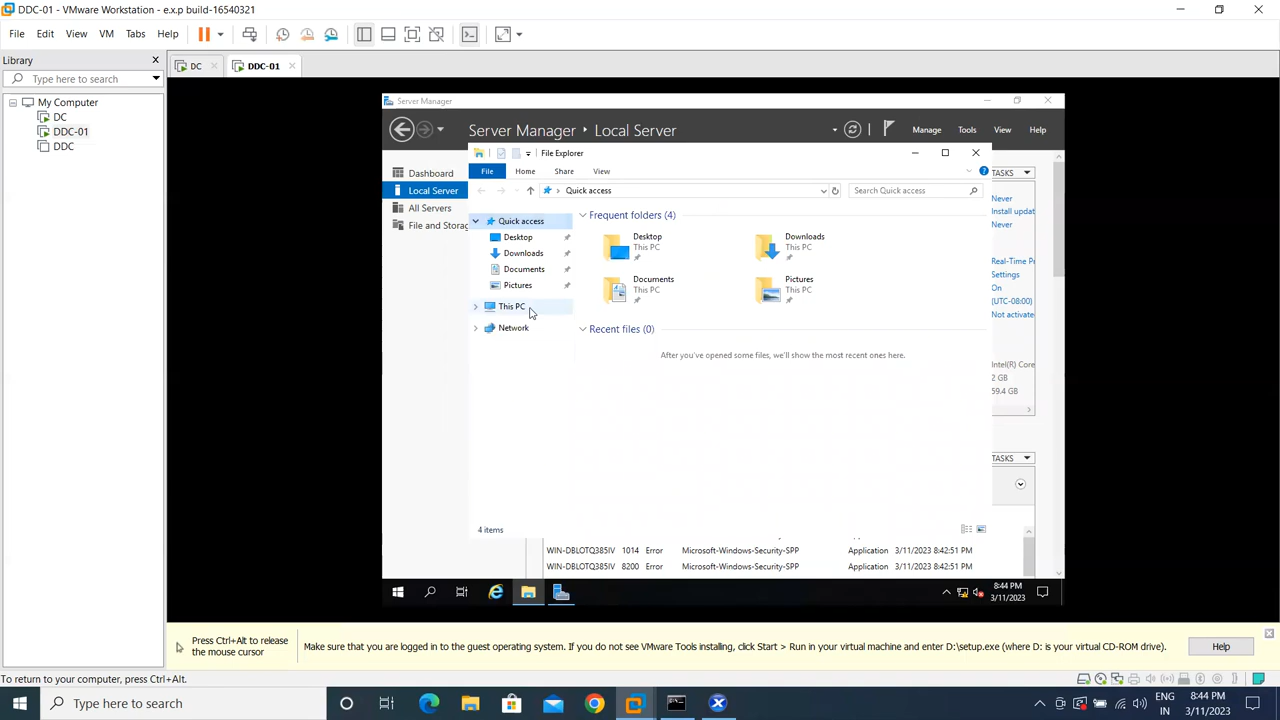 DDC-01 - VMware Workstation - e.x.p build-16540321
File Edit View VM Tabs Help
Library
Type here to search
DC
DDC-01
My Computer
DC
DDC-01
DDC
Server Manager
Server Manager Local Server
Manage Tools View Help
Dashboard
Local Server
All Servers
File and Storag
File Explorer
File Home Share View
Quick access
Search Quick access
Quick access
Desktop
Downloads
Documents
Pictures
This PC
Network
Frequent folders (4)
Desktop
This PC
Downloads
This PC
Documents
This PC
Pictures
This PC
Recent files (0)
After you've opened some files, we'll show the most recent ones here.
4 items
TASKS
Never
Install updat
Never
Real-Time P
Settings
On
(UTC-08:00)
Not activate
Intel(R) Core
2 GB
59.4 GB
TASKS
WIN-DBLOTQ385IV 1014 Error Microsoft-Windows-Security-SPP Application 3/11/2023 8:42:51 PM
WIN-DBLOTQ385IV 8200 Error Microsoft-Windows-Security-SPP Application 3/11/2023 8:42:51 PM
8:44 PM
3/11/2023
Press Ctrl+Alt to release
the mouse cursor
Make sure that you are logged in to the guest operating system. If you do not see VMware Tools installing, click Start > Run in your virtual machine and enter D:\setup.exe (where D: is your virtual CD-ROM drive).
Help
To return to your computer, press Ctrl+Alt.
Type here to search
ENG
IN
8:44 PM
3/11/2023